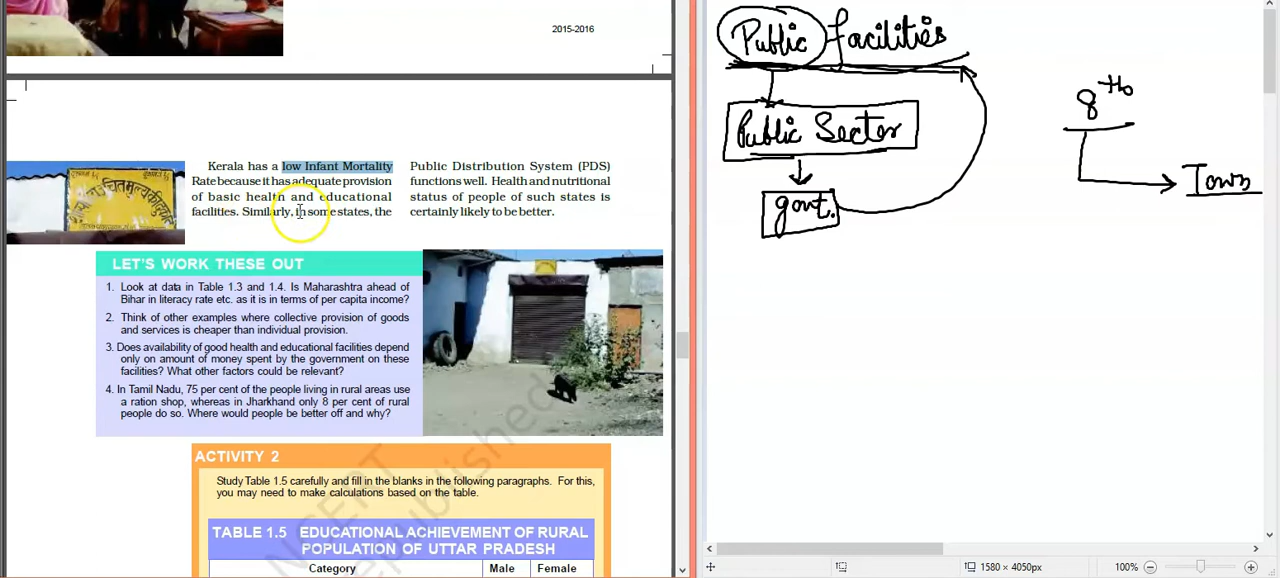 2015-2016
Kerala has a low Infant Mortality
Rate because it has adequate provision
of basic health and educational
facilities. Similarly, in some states, the
Public Distribution System (PDS)
functions well. Health and nutritional
status of people of such states is
certainly likely to be better.
LET'S WORK THESE OUT
1. Look at data in Table 1.3 and 1.4. Is Maharashtra ahead of
Bihar in literacy rate etc. as it is in terms of per capita income?
2. Think of other examples where collective provision of goods
and services is cheaper than individual provision.
3. Does availability of good health and educational facilities depend
only on amount of money spent by the government on these
facilities? What other factors could be relevant?
4. In Tamil Nadu, 75 per cent of the people living in rural areas use
a ration shop, whereas in Jharkhand only 8 per cent of rural
people do so. Where would people be better off and why?
ACTIVITY 2
Study Table 1.5 carefully and fill in the blanks in the following paragraphs. For this,
you may need to make calculations based on the table.
TABLE 1.5 EDUCATIONAL ACHIEVEMENT OF RURAL
POPULATION OF UTTAR PRADESH
Category Male Female
NCERT
republished
Public facilities
Public Sector
govt.
8th
Town
1580 × 4050px
100%